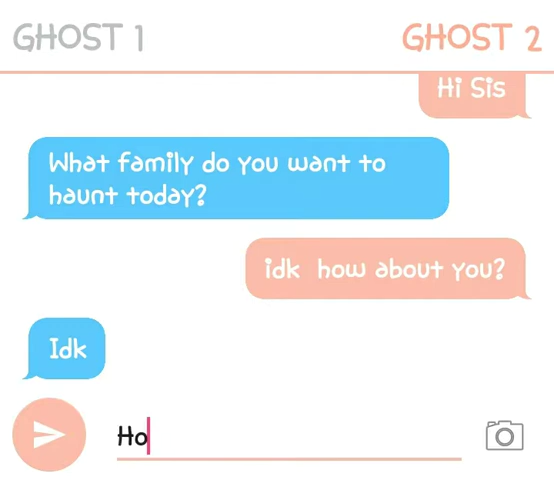 GHOST 1
GHOST 2
Hi Sis
What family do you want to
haunt today?
idk how about you?
Idk
Ho